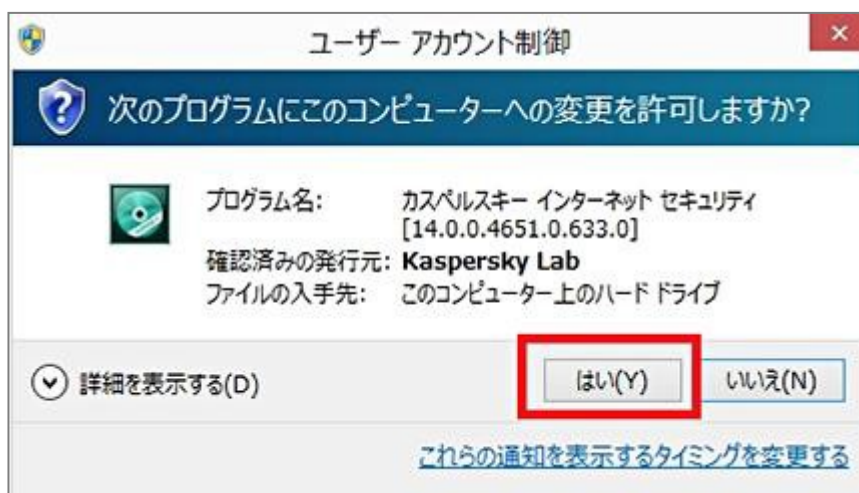 ユーザー アカウント制御
次のプログラムにこのコンピューターへの変更を許可しますか?
プログラム名: カスペルスキー インターネット セキュリティ
[14.0.0.4651.0.633.0]
確認済みの発行元: Kaspersky Lab
ファイルの入手先: このコンピューター上のハード ドライブ
詳細を表示する(D) はい(Y) いいえ(N)
これらの通知を表示するタイミングを変更する